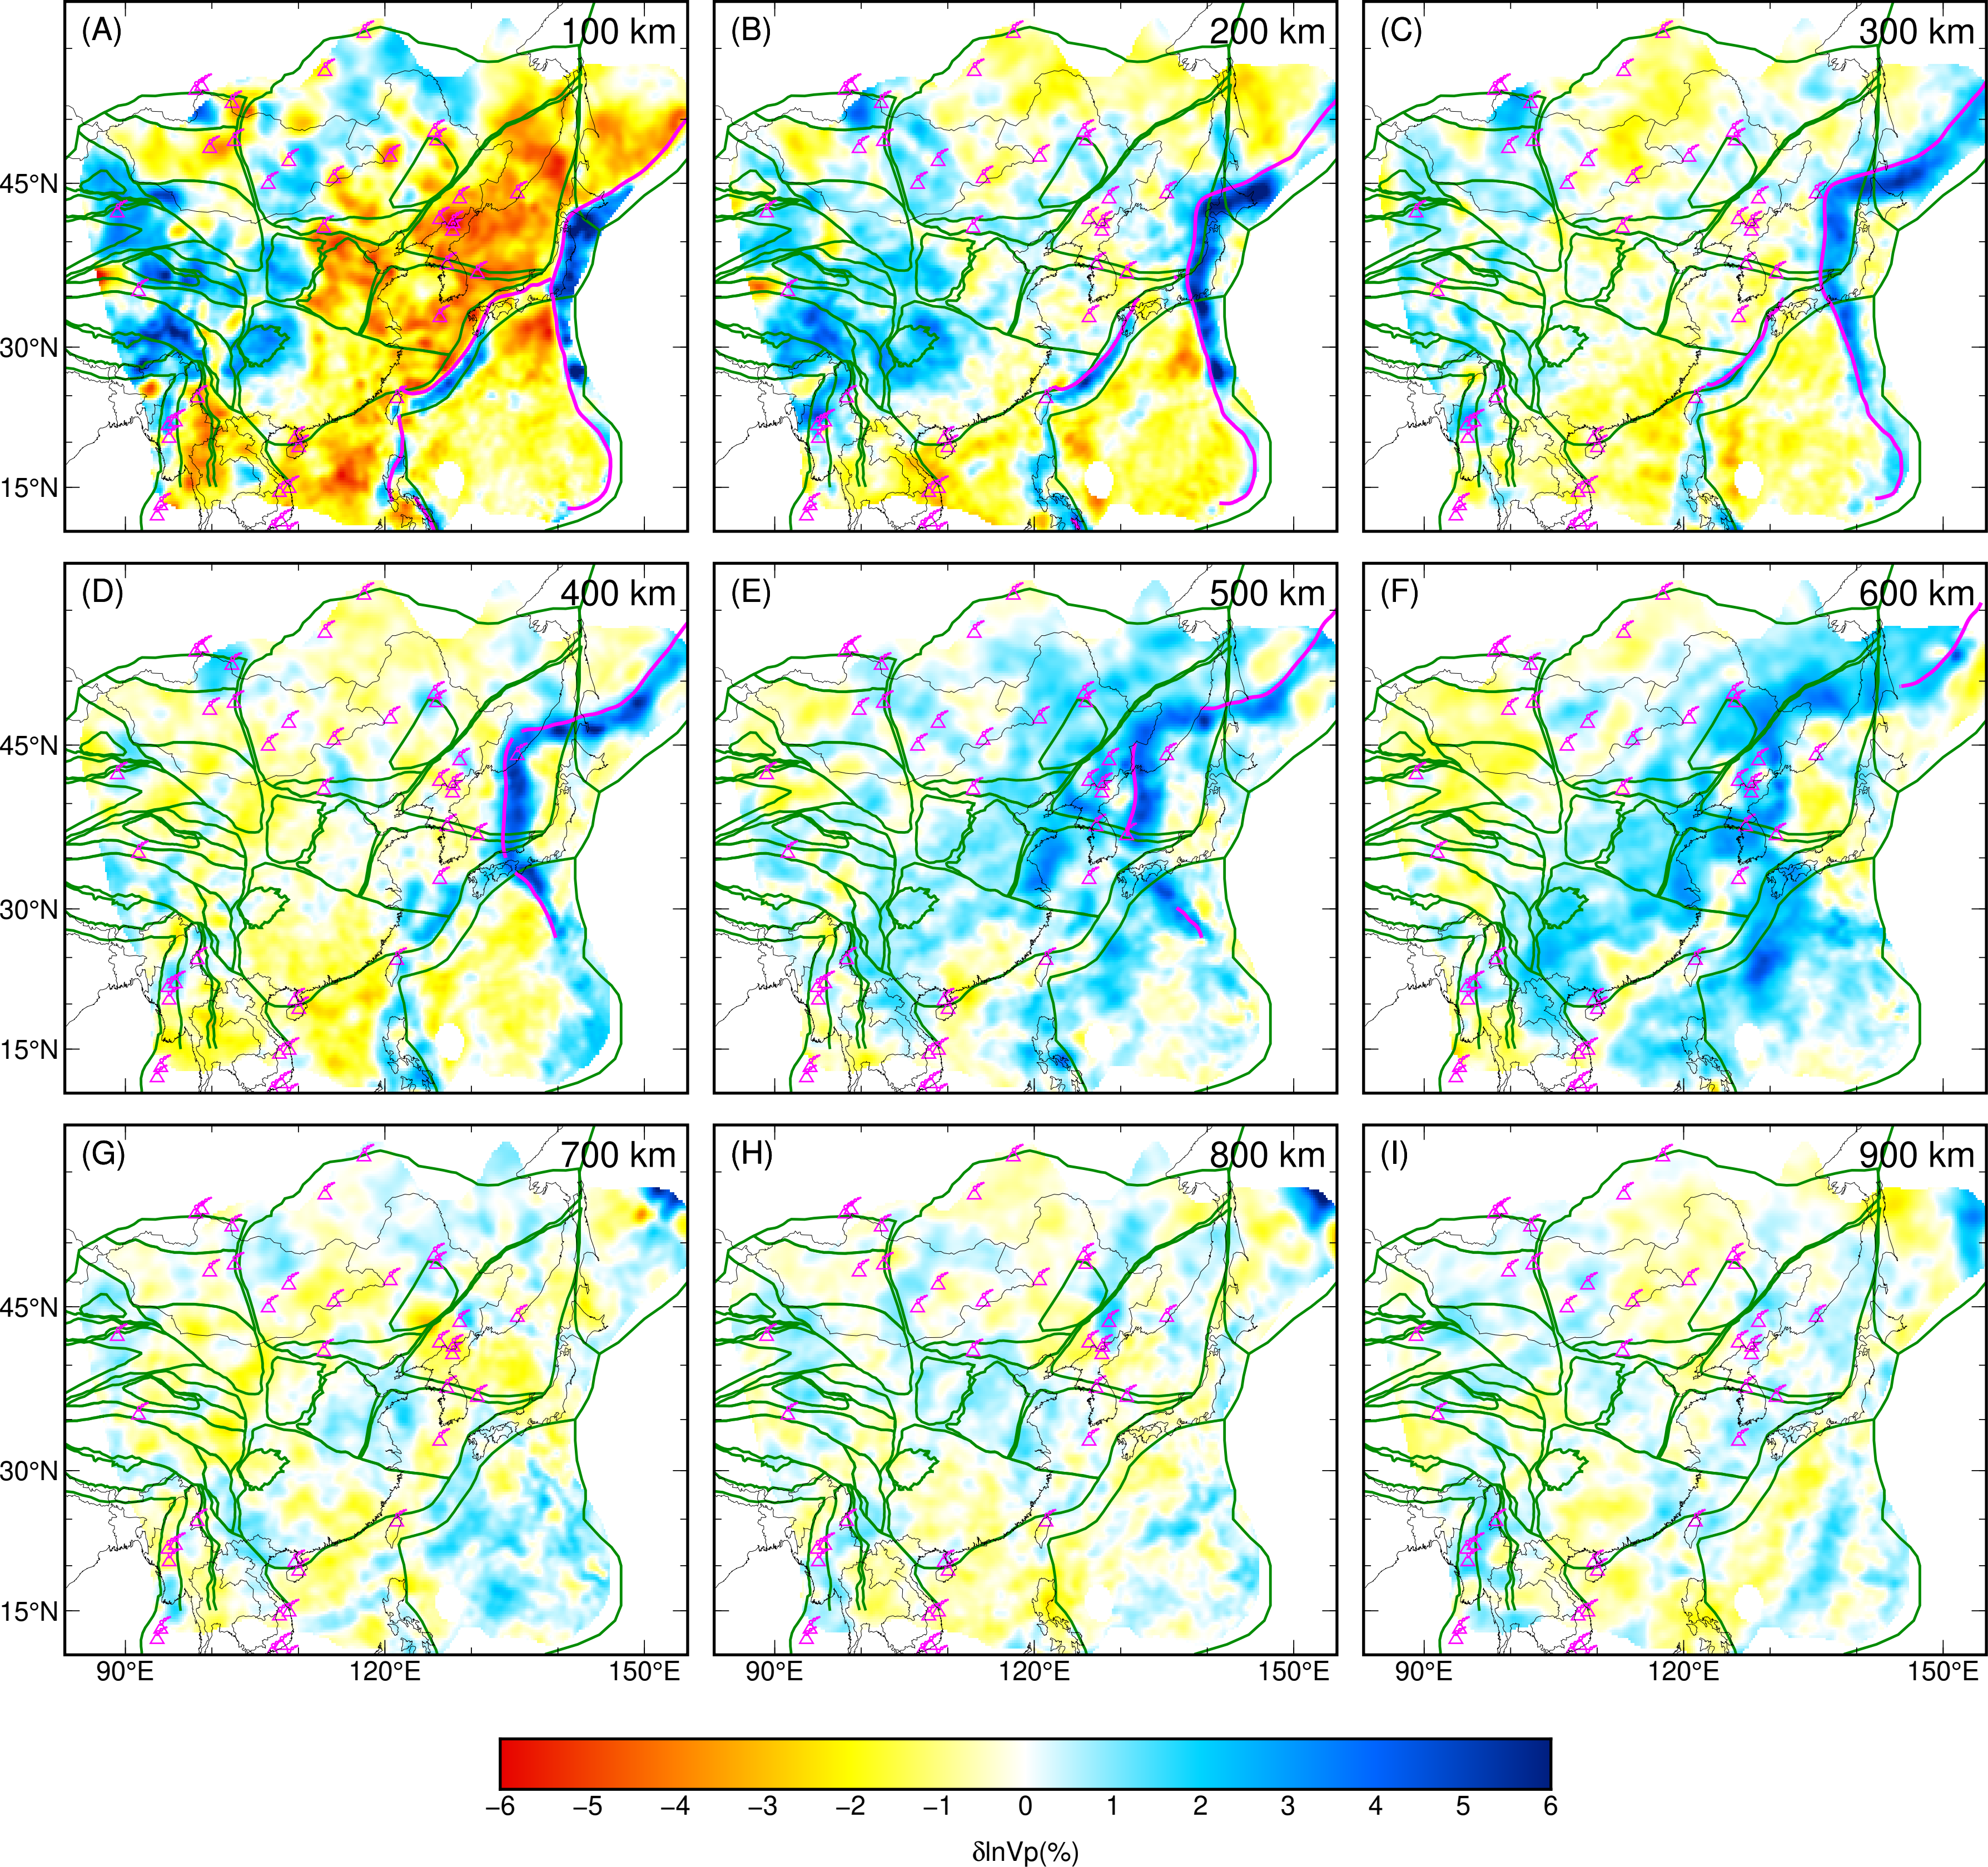 (A) 100 km
(B) 200 km
(C) 300 km
45°N
30°N
15°N
(D) 400 km
(E) 500 km
(F) 600 km
45°N
30°N
15°N
(G) 700 km
(H) 800 km
(I) 900 km
45°N
30°N
15°N
90°E 120°E 150°E
90°E 120°E 150°E
90°E 120°E 150°E
−6 −5 −4 −3 −2 −1 0 1 2 3 4 5 6
δlnVp(%)